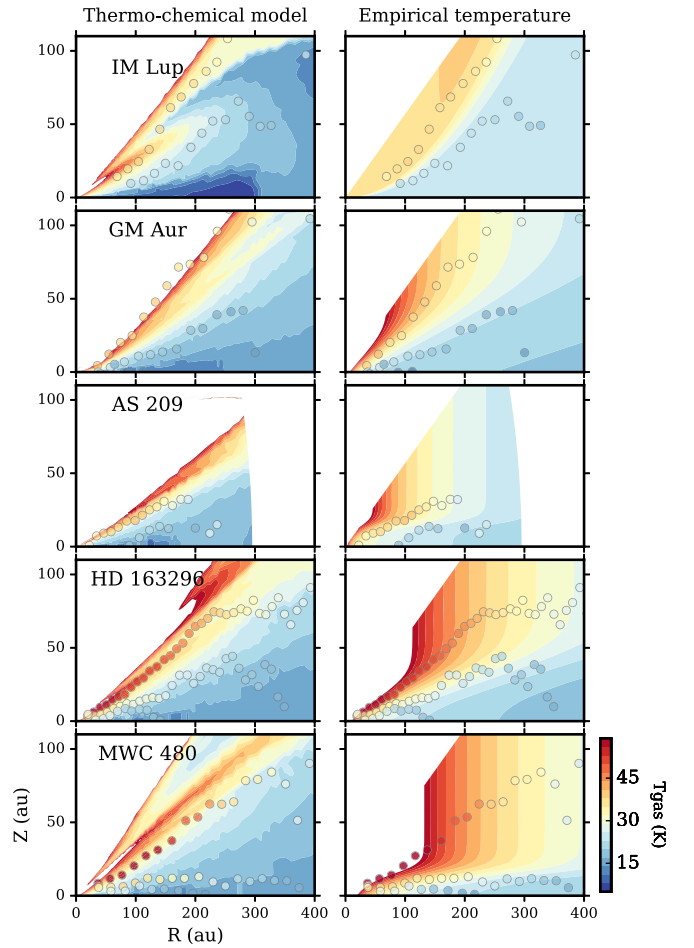 Thermo-chemical model Empirical temperature
100
50
0
IM Lup
100
50
0
GM Aur
100
50
0
AS 209
100
50
0
HD 163296
100
50
0
MWC 480
Z (au)
45
30
15
Tgas (K)
0 100 200 300 400 0 100 200 300 400
R (au)